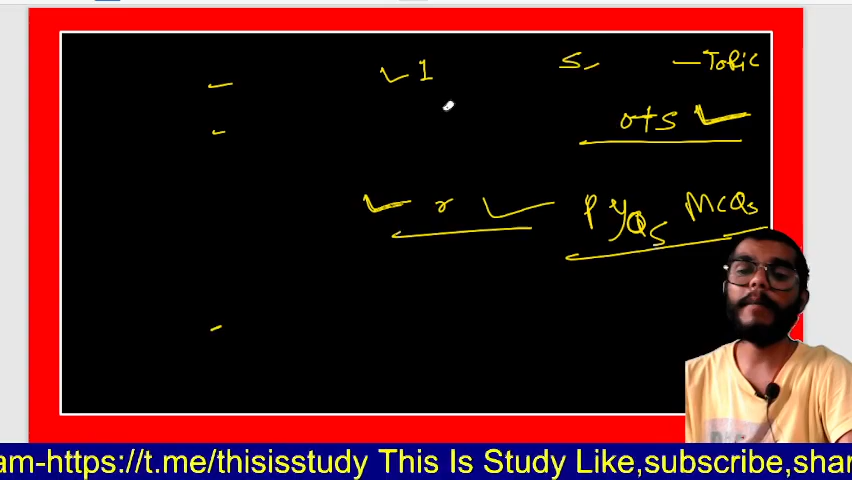 1 S - Topic
ots
r PYQs MCQs
am-https://t.me/thisisstudy This Is Study Like,subscribe,shar